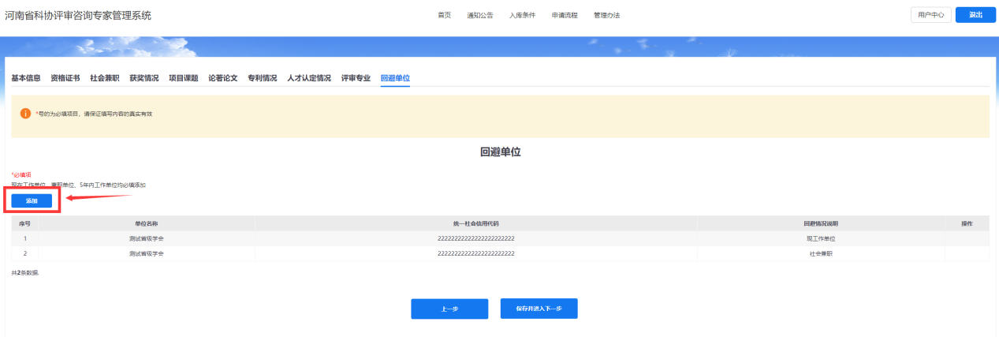 河南省科协评审咨询专家管理系统
首页 通知公告 入库条件 申请流程 管理办法
用户中心 退出
基本信息 资格证书 社会兼职 获奖情况 项目课题 论著论文 专利情况 人才认定情况 评审专业 回避单位
*号的为必填项目，请保证填写内容的真实有效
回避单位
*必填项
现在工作单位、兼职单位、5年内工作单位均必填添加
添加
序号 单位名称 统一社会信用代码 回避情况说明 操作
1 测试省级学会 22222222222222222222222 现工作单位
2 测试省级学会 22222222222222222222222 社会兼职
共2条数据.
上一步 保存并进入下一步